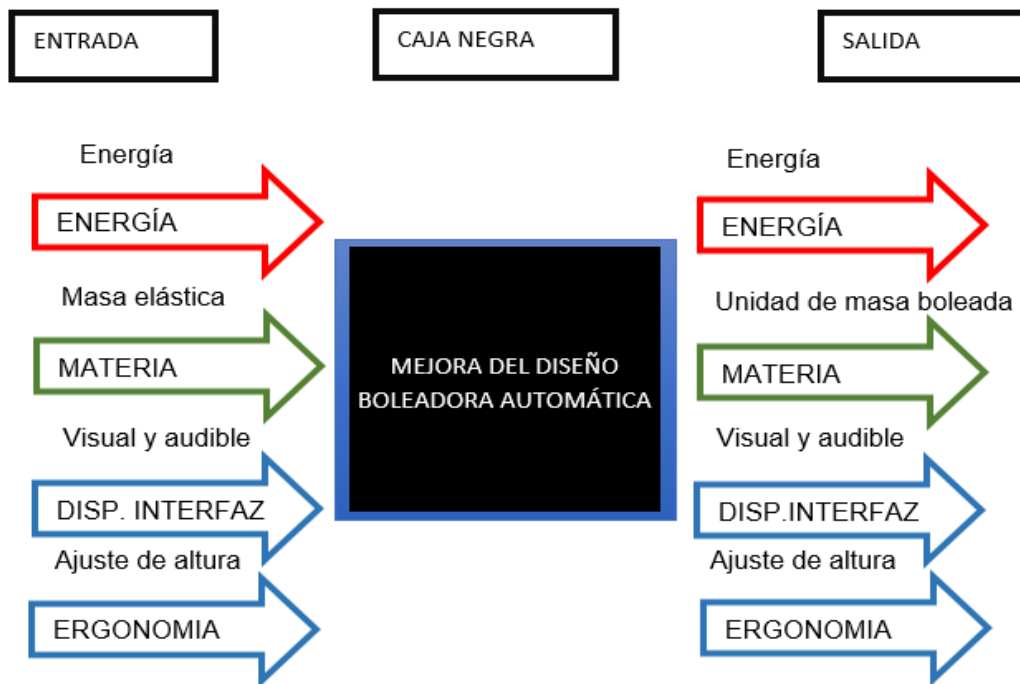 ENTRADA
CAJA NEGRA
SALIDA
Energía
ENERGÍA
Masa elástica
MATERIA
Visual y audible
DISP. INTERFAZ
Ajuste de altura
ERGONOMIA
MEJORA DEL DISEÑO
BOLEADORA AUTOMÁTICA
Energía
ENERGÍA
Unidad de masa boleada
MATERIA
Visual y audible
DISP.INTERFAZ
Ajuste de altura
ERGONOMIA